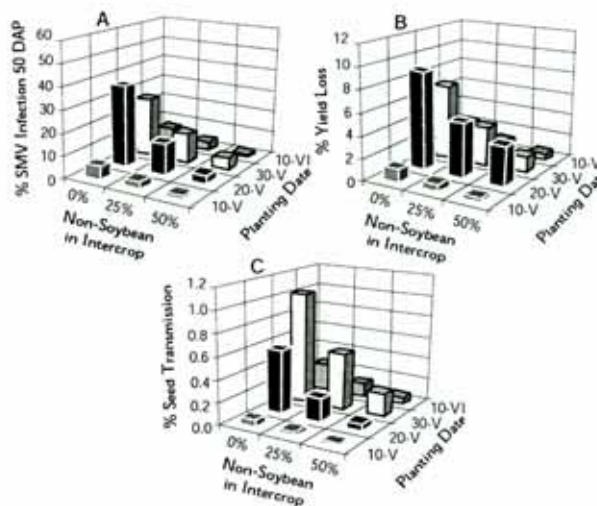 A
% SMV Infection 50 DAP
60
50
40
30
20
10
0
0%
25%
50%
Non-Soybean
in Intercrop
10-V
20-V
30-V
10-VI
Planting Date
B
% Yield Loss
12
10
8
6
4
2
0
0%
25%
50%
Non-Soybean
in Intercrop
10-V
20-V
30-V
10-VI
Planting Date
C
% Seed Transmission
1.2
1.0
0.8
0.6
0.4
0.2
0.0
0%
25%
50%
Non-Soybean
in Intercrop
10-V
20-V
30-V
10-VI
Planting Date